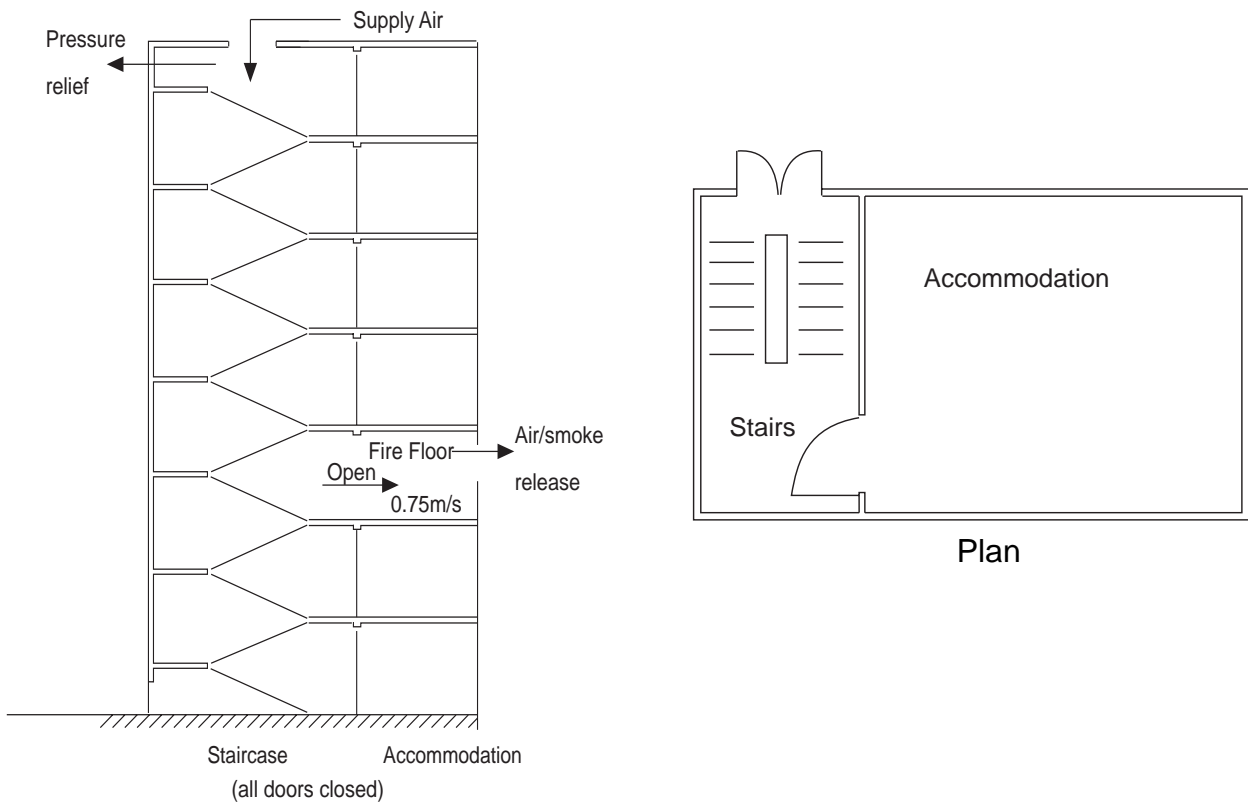 Supply Air
Pressure
relief
Fire Floor
Air/smoke
release
Open
0.75m/s
Staircase
Accommodation
(all doors closed)
Accommodation
Stairs
Plan